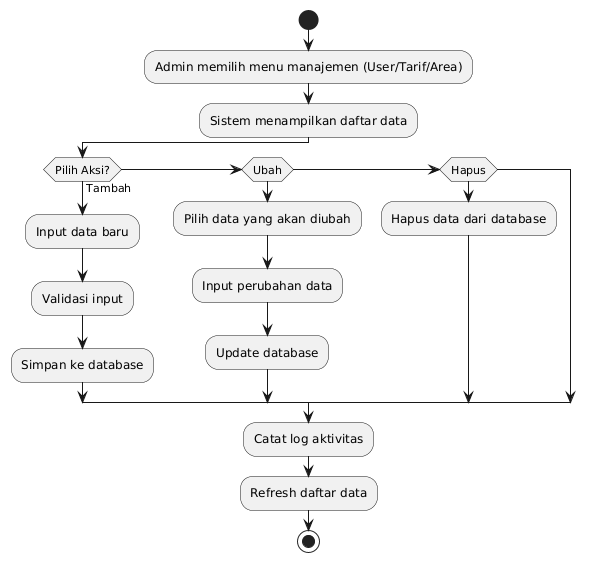 Admin memilih menu manajemen (User/Tarif/Area)
Sistem menampilkan daftar data
Pilih Aksi?
Tambah
Input data baru
Validasi input
Simpan ke database
Ubah
Pilih data yang akan diubah
Input perubahan data
Update database
Hapus
Hapus data dari database
Catat log aktivitas
Refresh daftar data